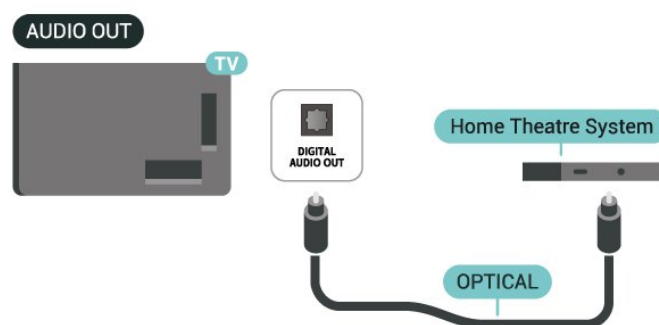 AUDIO OUT
TV
DIGITAL
AUDIO OUT
Home Theatre System
OPTICAL